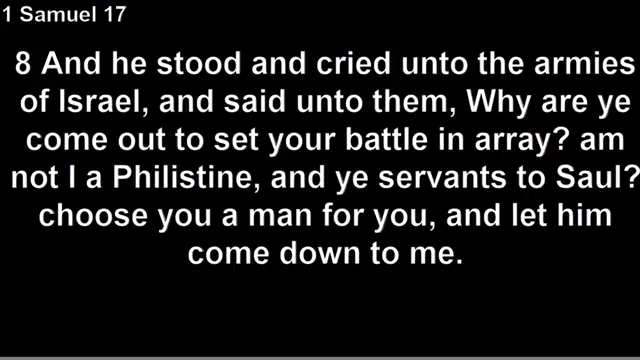 1 Samuel 17
8 And he stood and cried unto the armies
of Israel, and said unto them, Why are ye
come out to set your battle in array? am
not I a Philistine, and ye servants to Saul?
choose you a man for you, and let him
come down to me.